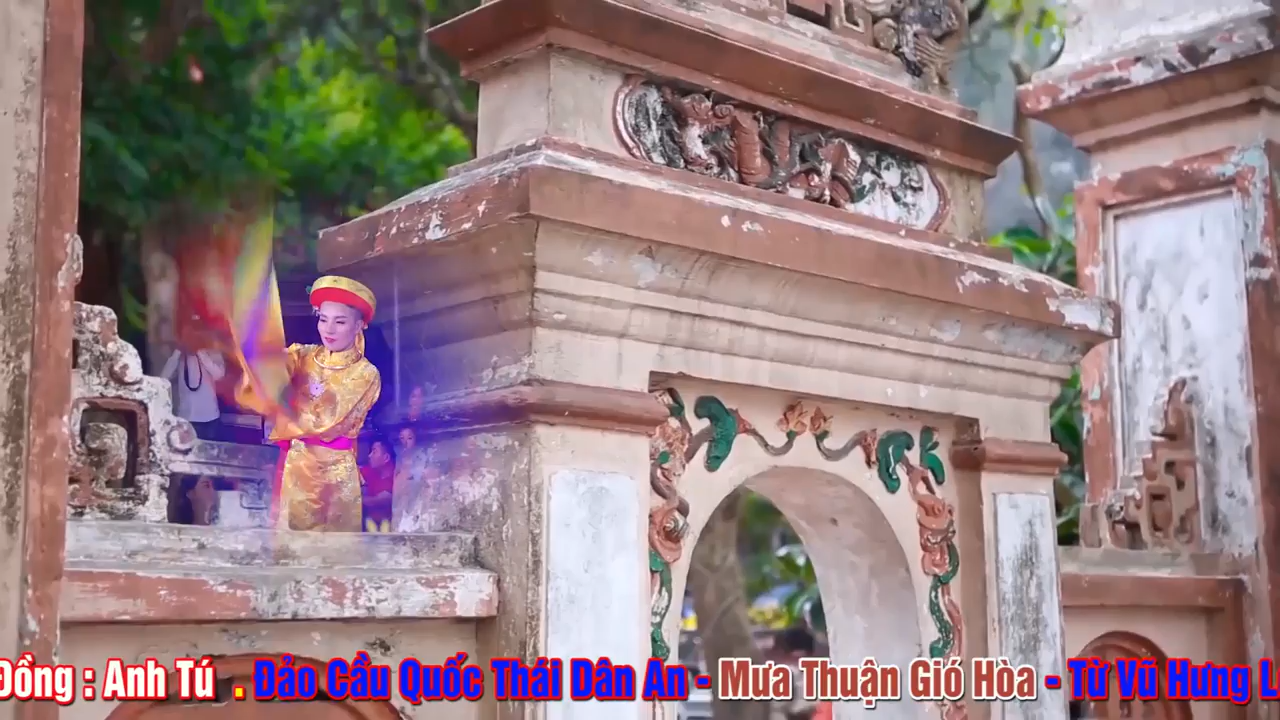 Đồng : Anh Tú . Đảo Cầu Quốc Thái Dân An - Mưa Thuận Gió Hòa - Từ Vũ Hưng